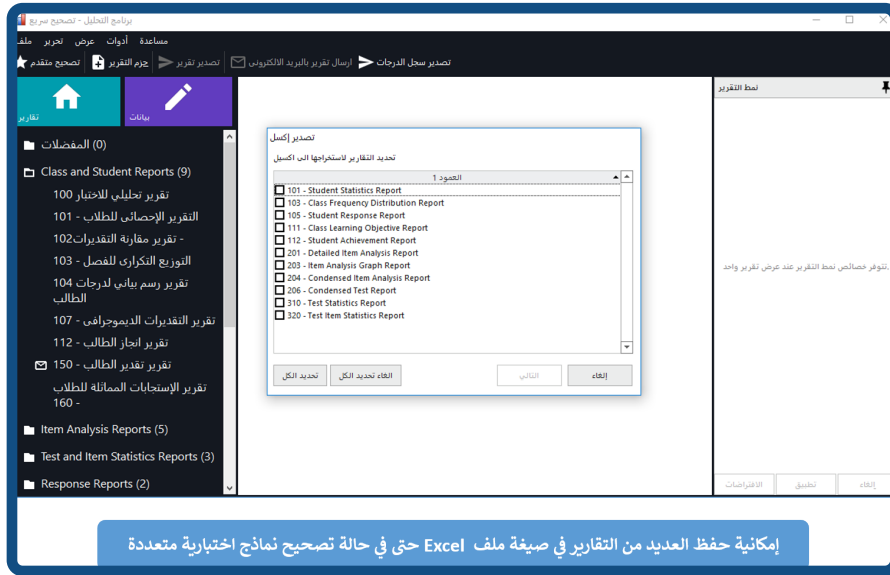 برنامج التحليل - تصحيح سريع
ملف تحرير عرض أدوات مساعدة
تصحيح متقدم حزم التقرير تصدير تقرير ارسال تقرير بالبريد الالكترونى تصدير سجل الدرجات
تقارير
بيانات
المفضلات (0)
Class and Student Reports (9)
تقرير تحليلي للاختبار 100
التقرير الإحصائى للطلاب - 101
- تقرير مقارنة التقديرات102
التوزيع التكرارى للفصل - 103
تقرير رسم بياني لدرجات 104
الطالب
تقرير التقديرات الديموجرافى - 107
تقرير انجاز الطالب - 112
تقرير تقدير الطالب - 150
تقرير الإستجابات المماثلة للطلاب
160 -
Item Analysis Reports (5)
Test and Item Statistics Reports (3)
Response Reports (2)
تصدير إكسل
تحديد التقارير لاستخراجها الى اكسيل
العمود 1
101 - Student Statistics Report
103 - Class Frequency Distribution Report
105 - Student Response Report
111 - Class Learning Objective Report
112 - Student Achievement Report
201 - Detailed Item Analysis Report
203 - Item Analysis Graph Report
204 - Condensed Item Analysis Report
206 - Condensed Test Report
310 - Test Statistics Report
320 - Test Item Statistics Report
تحديد الكل
الغاء تحديد الكل
التالي
إلغاء
نمط التقرير
تتوفر خصائص نمط التقرير عند عرض تقرير واحد.
الافتراضات
تطبيق
إلغاء
إمكانية حفظ العديد من التقارير في صيغة ملف Excel حتى في حالة تصحيح نماذج اختبارية متعددة